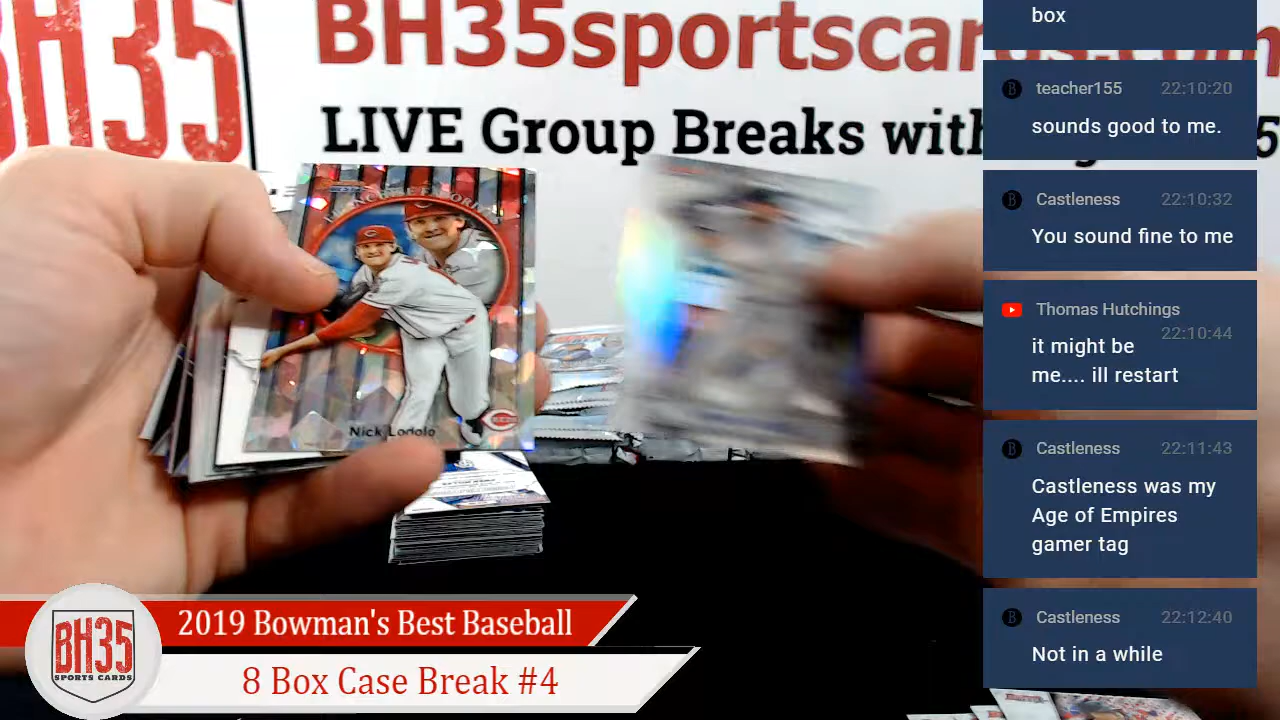 BH35
BH35sportscards.com
LIVE Group Breaks with
Nick Lodolo
REDS
box
teacher155 22:10:20
sounds good to me.
Castleness 22:10:32
You sound fine to me
Thomas Hutchings
22:10:44
it might be
me.... ill restart
Castleness 22:11:43
Castleness was my
Age of Empires
gamer tag
Castleness 22:12:40
Not in a while
BH35
SPORTS CARDS
2019 Bowman's Best Baseball
8 Box Case Break #4